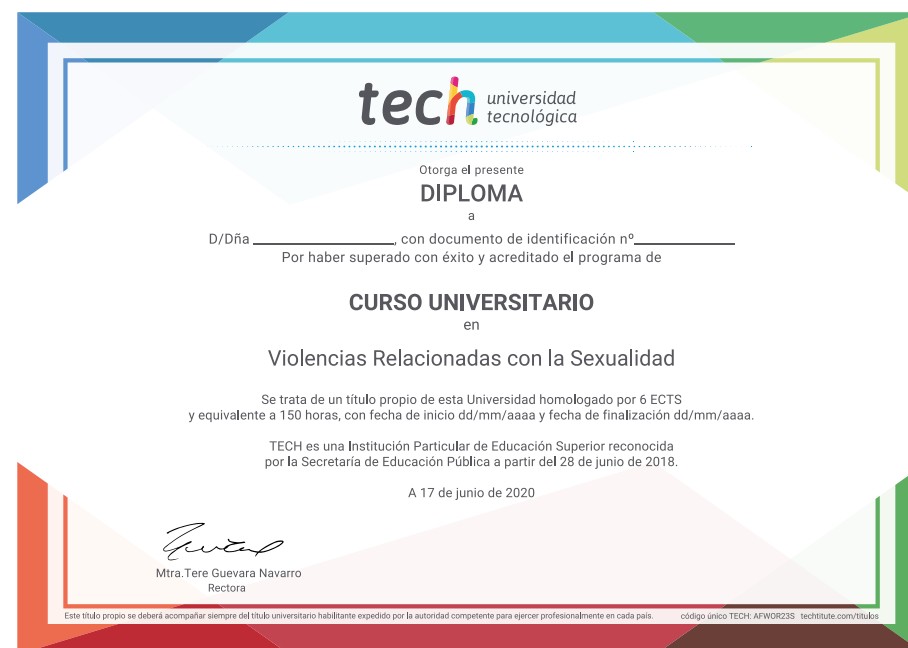 tech universidad
tecnológica
Otorga el presente
DIPLOMA
a
D/Dña ____________________, con documento de identificación nº______________
Por haber superado con éxito y acreditado el programa de
CURSO UNIVERSITARIO
en
Violencias Relacionadas con la Sexualidad
Se trata de un título propio de esta Universidad homologado por 6 ECTS
y equivalente a 150 horas, con fecha de inicio dd/mm/aaaa y fecha de finalización dd/mm/aaaa.
TECH es una Institución Particular de Educación Superior reconocida
por la Secretaría de Educación Pública a partir del 28 de junio de 2018.
A 17 de junio de 2020
Mtra.Tere Guevara Navarro
Rectora
Este título propio se deberá acompañar siempre del título universitario habilitante expedido por la autoridad competente para ejercer profesionalmente en cada país. código único TECH: AFWOR23S techtitute.com/titulos